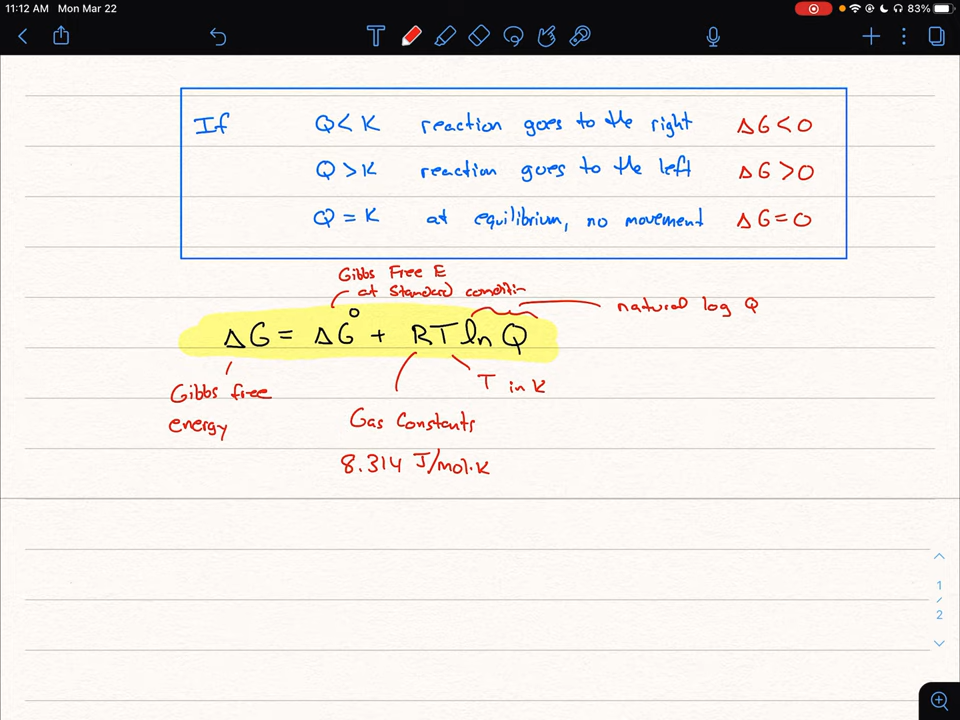 11:12 AM Mon Mar 22
83%
If Q < K reaction goes to the right ΔG < 0
Q > K reaction goes to the left ΔG > 0
Q = K at equilibrium, no movement ΔG = 0
Gibbs Free E
at Standard conditin
natural log Q
ΔG = ΔG° + RT ln Q
T in K
Gibbs free
energy
Gas Constants
8.314 J/mol·K
1
/
2